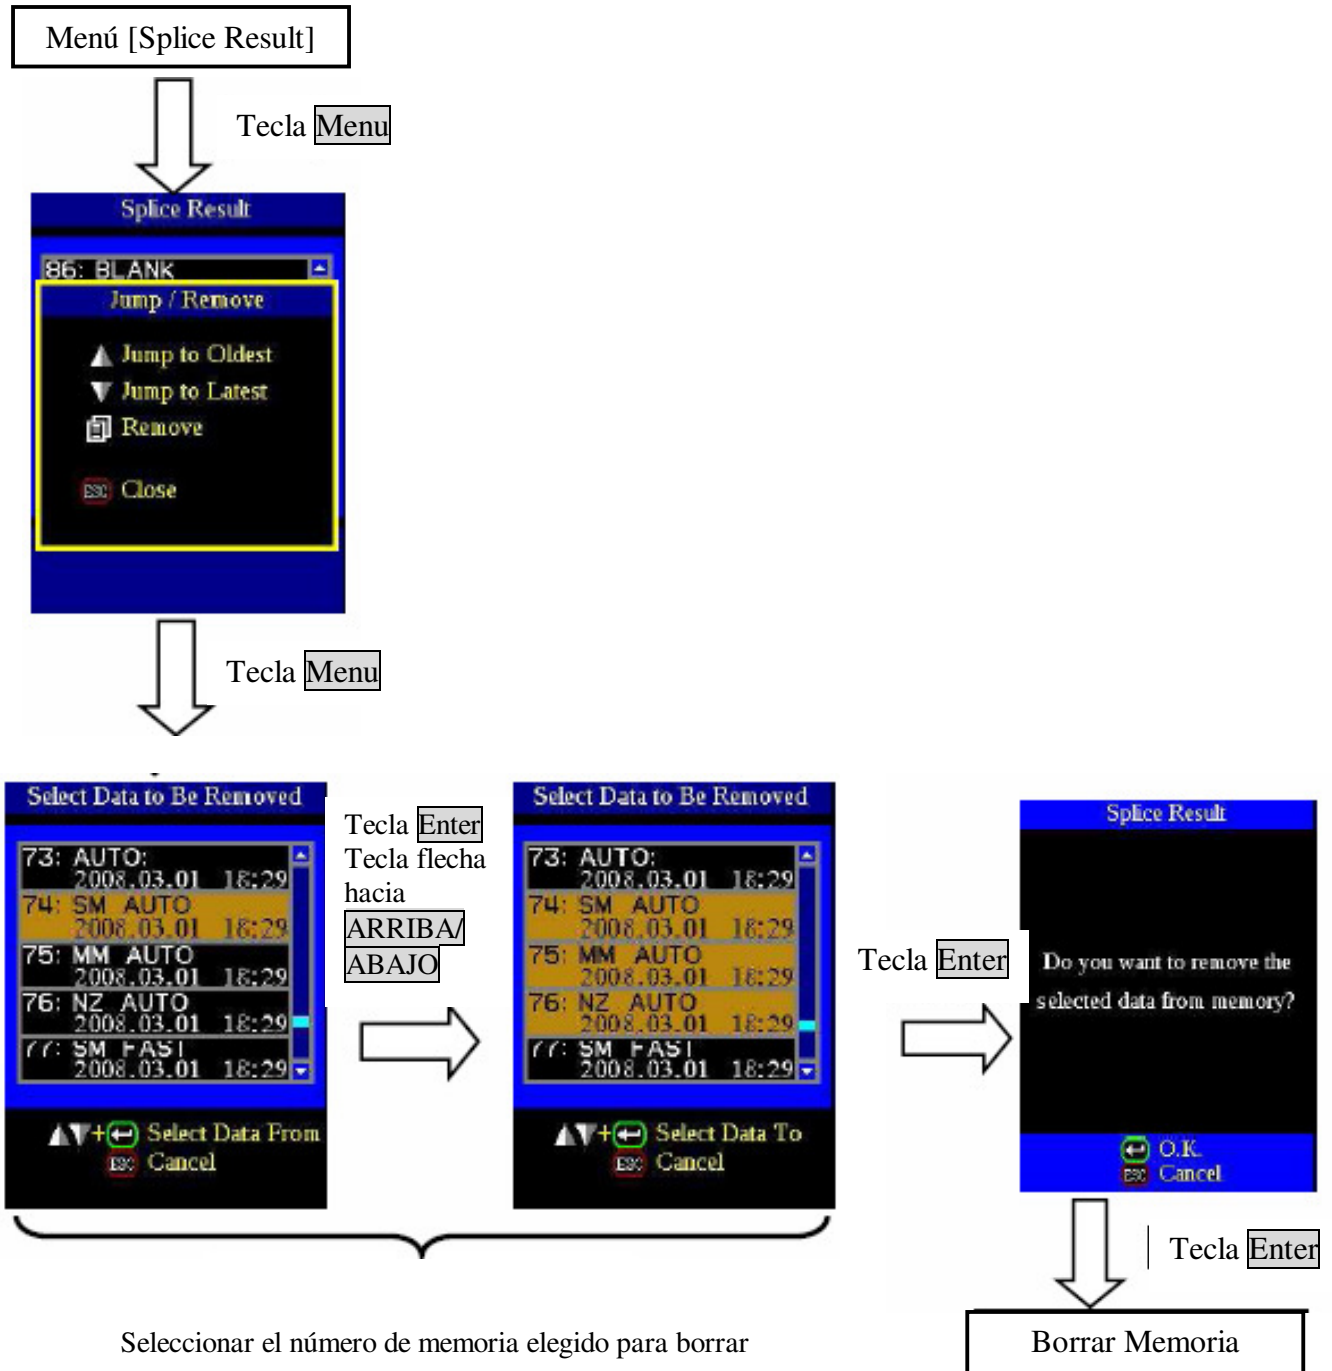 Menú [Splice Result]
Tecla Menu
Splice Result
86: BLANK
Jump / Remove
Jump to Oldest
Jump to Latest
Remove
ESC Close
Tecla Menu
Select Data to Be Removed
73: AUTO:
2008.03.01 18:29
74: SM AUTO
2008.03.01 18:29
75: MM AUTO
2008.03.01 18:29
76: NZ AUTO
2008.03.01 18:29
77: SM FAST
2008.03.01 18:29
+ Select Data From
ESC Cancel
Tecla Enter
Tecla flecha
hacia
ARRIBA/
ABAJO
Select Data to Be Removed
73: AUTO:
2008.03.01 18:29
74: SM AUTO
2008.03.01 18:29
75: MM AUTO
2008.03.01 18:29
76: NZ AUTO
2008.03.01 18:29
77: SM FAST
2008.03.01 18:29
+ Select Data To
ESC Cancel
Tecla Enter
Splice Result
Do you want to remove the
selected data from memory?
O.K.
ESC Cancel
Tecla Enter
Seleccionar el número de memoria elegido para borrar
Borrar Memoria